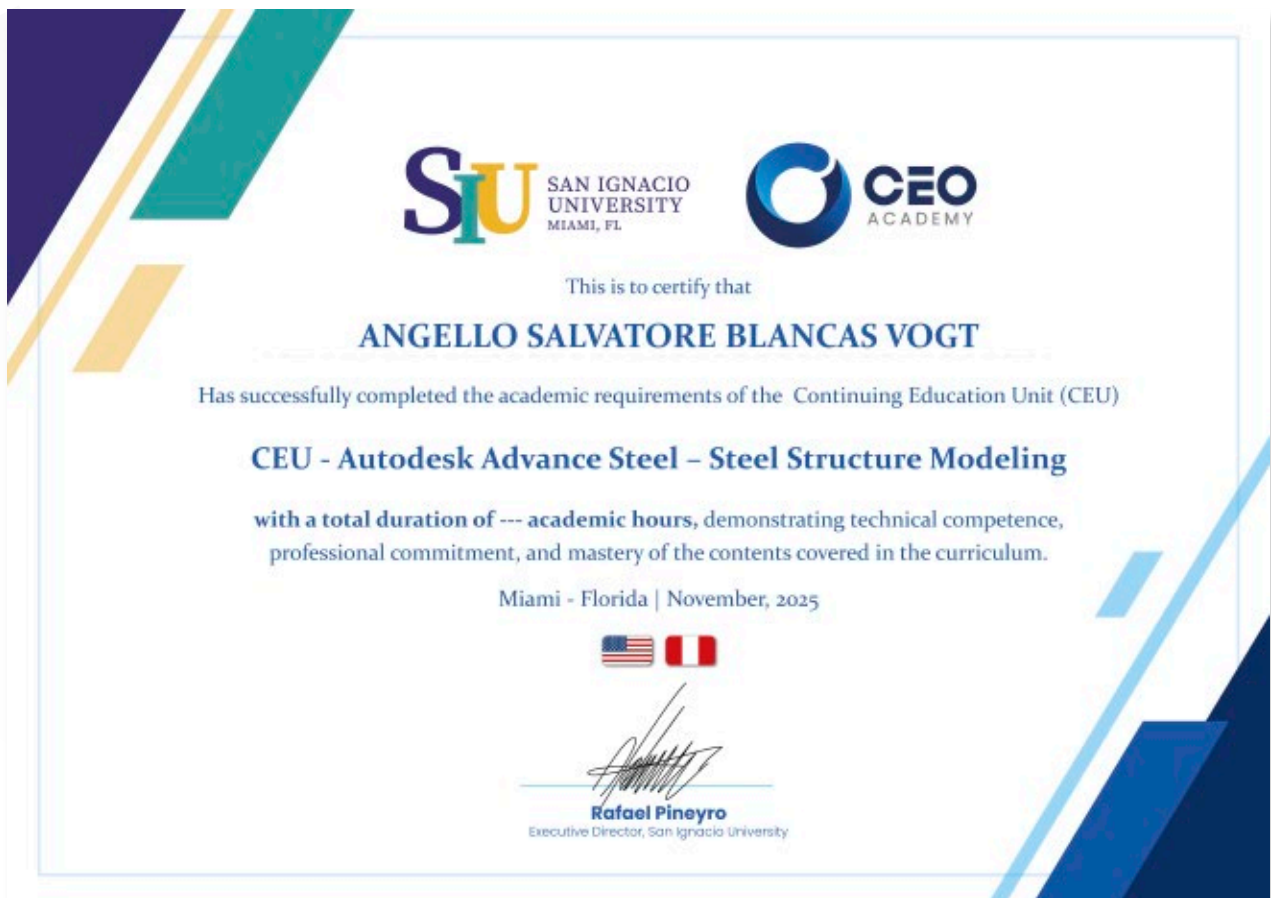 SIU
SAN IGNACIO
UNIVERSITY
MIAMI, FL
CEO
ACADEMY
This is to certify that
ANGELLO SALVATORE BLANCAS VOGT
Has successfully completed the academic requirements of the Continuing Education Unit (CEU)
CEU - Autodesk Advance Steel – Steel Structure Modeling
with a total duration of --- academic hours, demonstrating technical competence,
professional commitment, and mastery of the contents covered in the curriculum.
Miami - Florida | November, 2025
Rafael Pineyro
Executive Director, San Ignacio University